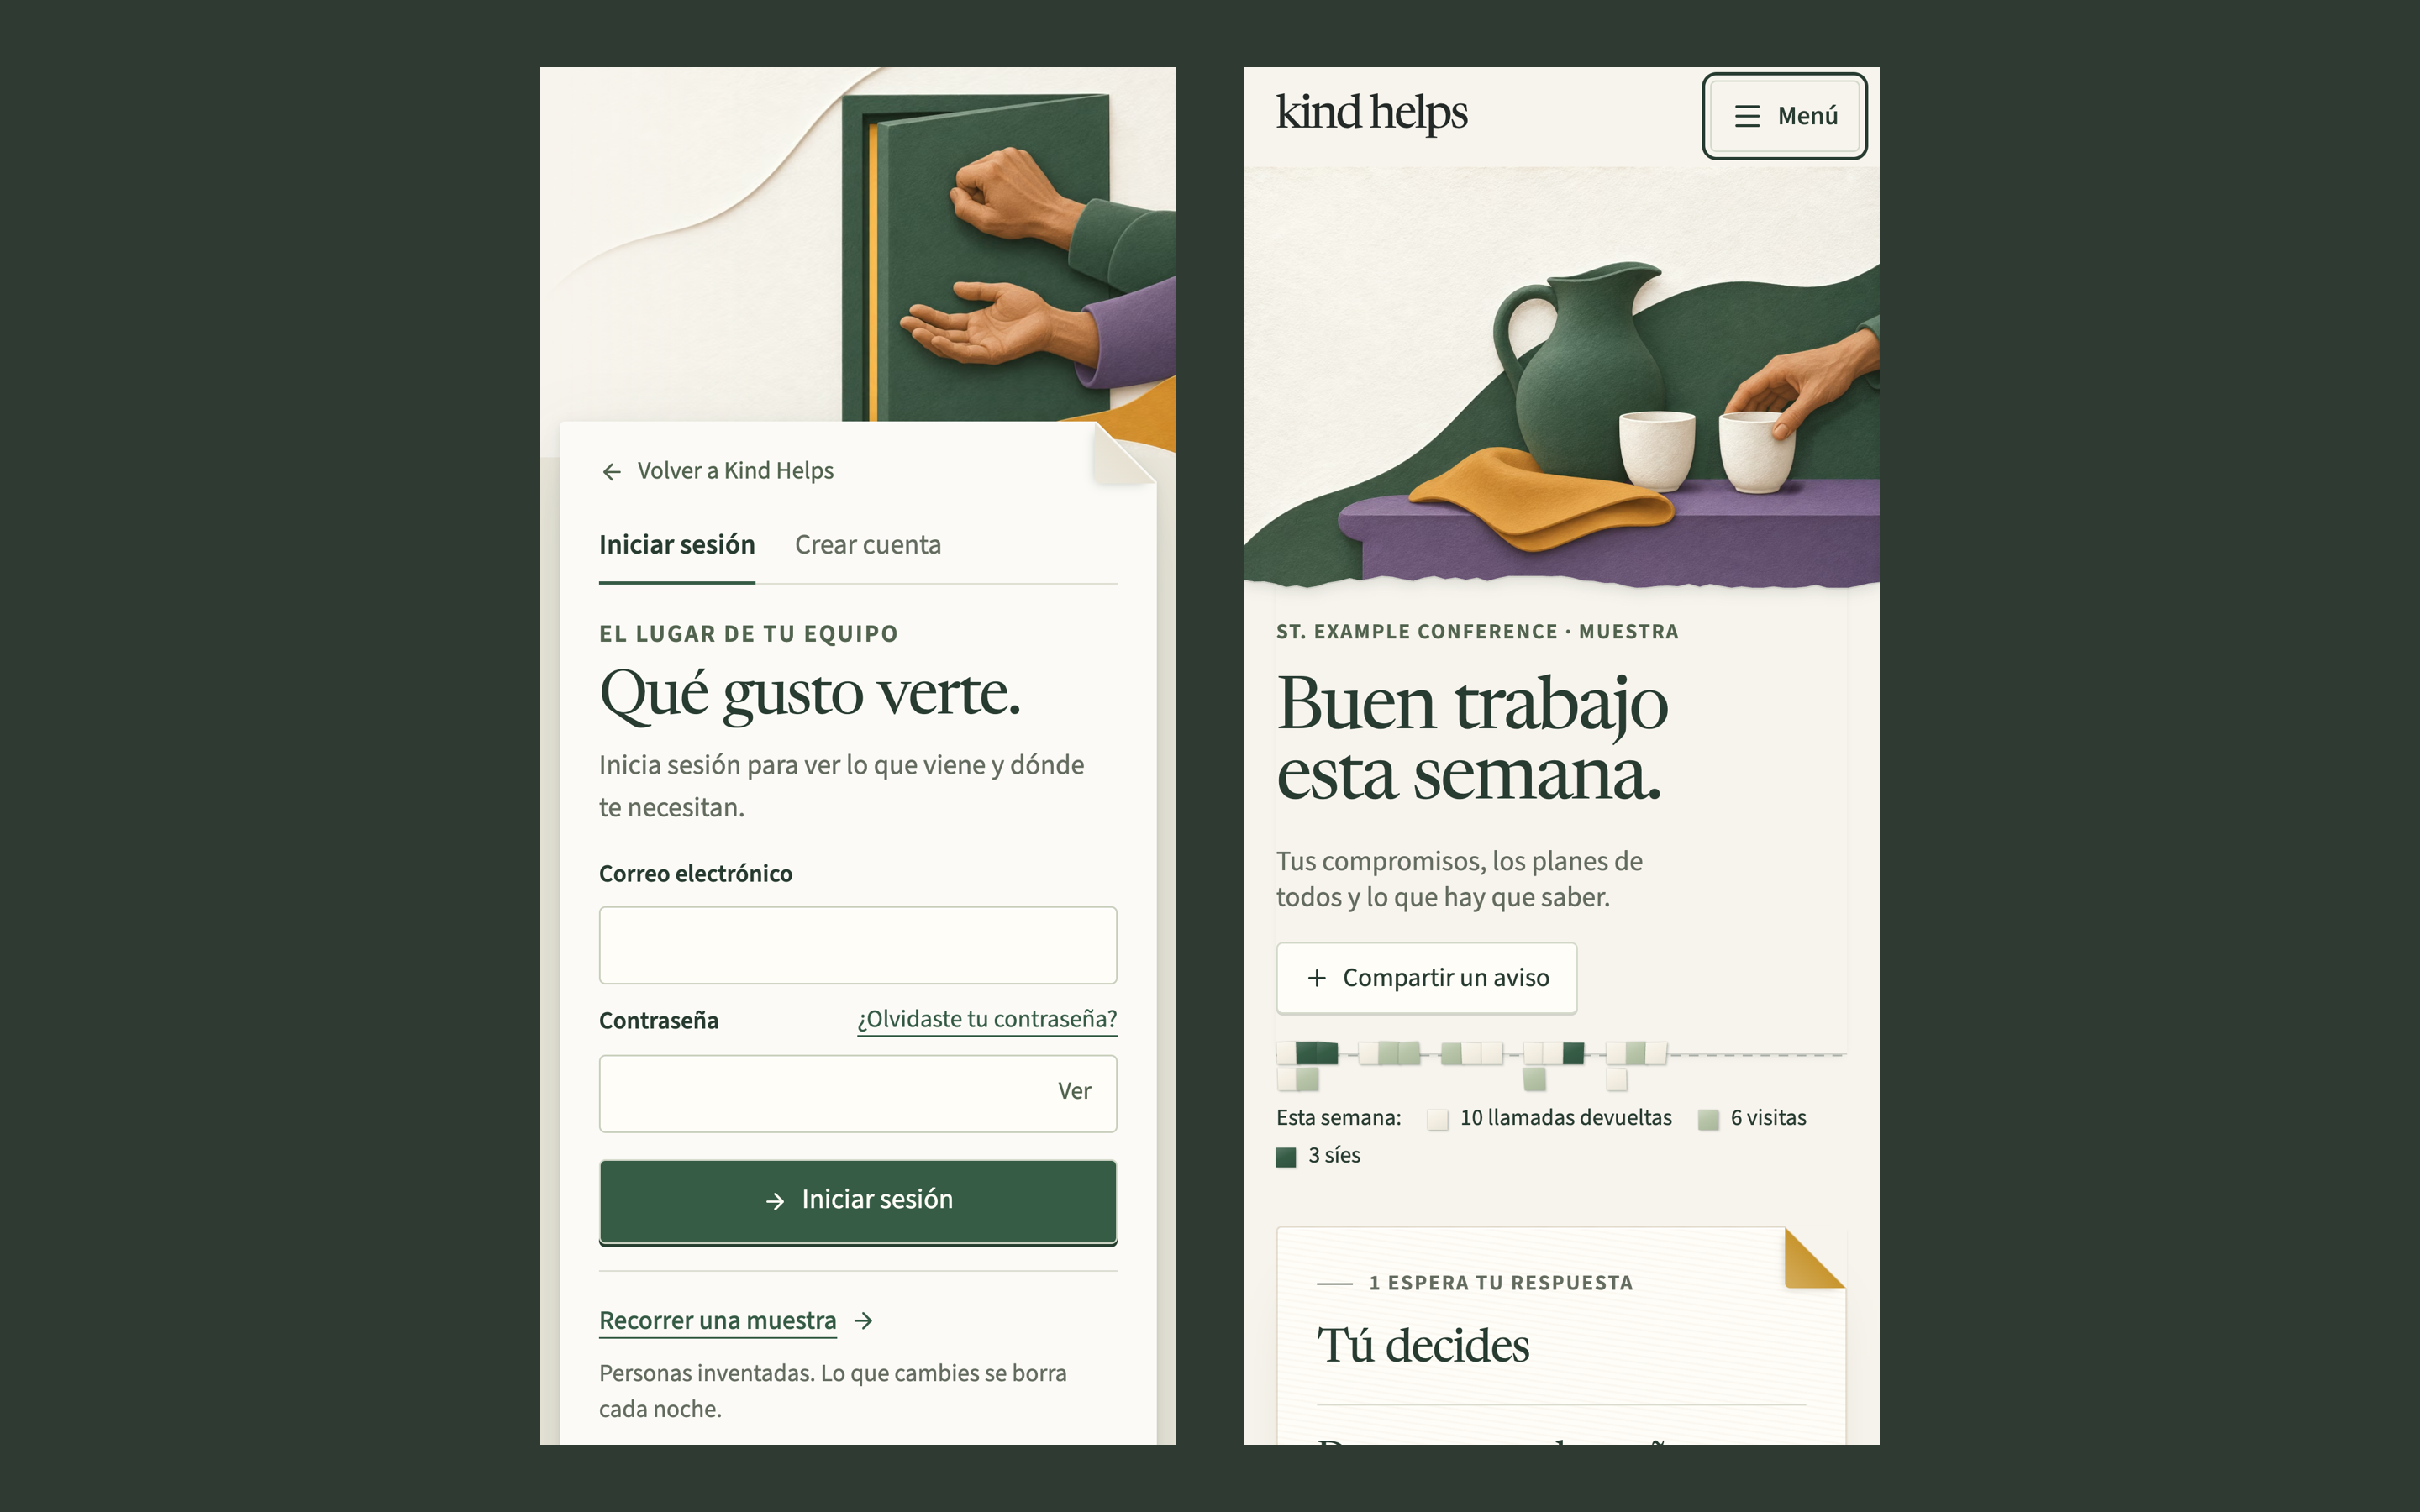 Volver a Kind Helps
Iniciar sesión
Crear cuenta
EL LUGAR DE TU EQUIPO
Qué gusto verte.
Inicia sesión para ver lo que viene y dónde
te necesitan.
Correo electrónico
Contraseña
¿Olvidaste tu contraseña?
Ver
Iniciar sesión
Recorrer una muestra
Personas inventadas. Lo que cambies se borra
cada noche.
kind helps
Menú
ST. EXAMPLE CONFERENCE · MUESTRA
Buen trabajo
esta semana.
Tus compromisos, los planes de
todos y lo que hay que saber.
Compartir un aviso
Esta semana: 10 llamadas devueltas 6 visitas
3 síes
1 ESPERA TU RESPUESTA
Tú decides